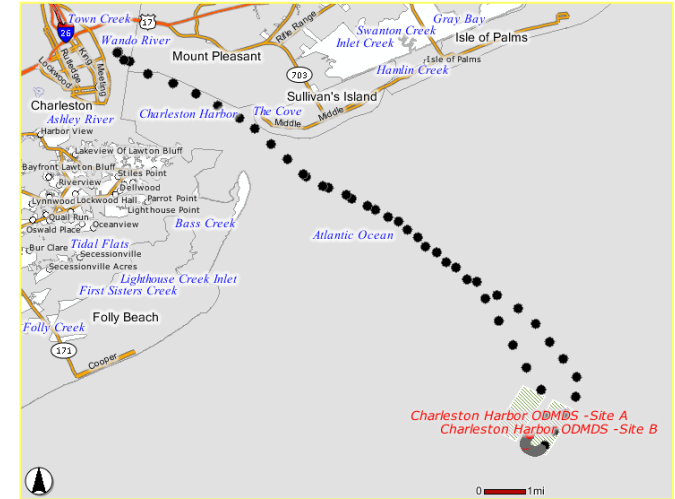 Town Creek
17
Gray Bay
26
Wando River
Rifle Range
Swanton Creek
Isle of Palms
Inlet Creek
King
Rutledge
Lockwood
Meeting
Mount Pleasant
Isle of Palms
703
Hamlin Creek
Charleston
Sullivan's Island
Charleston Harbor
The Cove
Middle
Middle
Ashley River
Harbor View
Lakeview Of Lawton Bluff
Bayfront Lawton Bluff
Stiles Point
Riverview
Dellwood
Lynnwood
Lockwood Hall
Parrot Point
Quail Run
Lighthouse Point
Oswald Place
Oceanview
Bass Creek
Atlantic Ocean
Bur Clare
Tidal Flats
Secessionville
Secessionville Acres
Lighthouse Creek Inlet
First Sisters Creek
Folly Beach
Folly Creek
171
Cooper
Charleston Harbor ODMDS -Site A
Charleston Harbor ODMDS -Site B
0 1mi